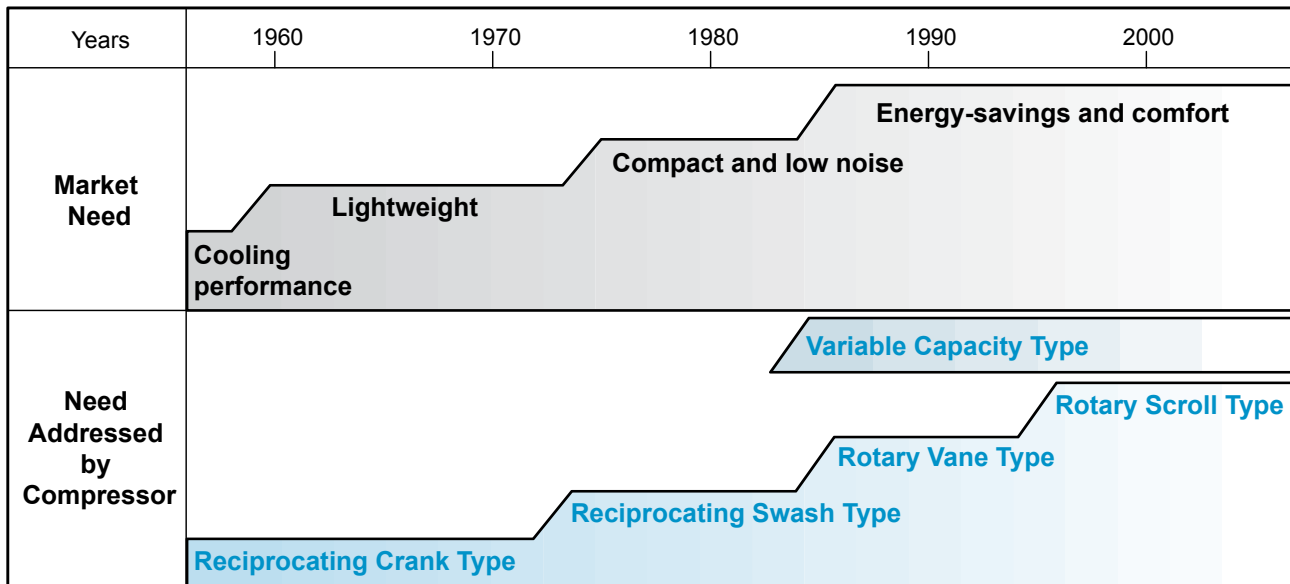 Years
1960
1970
1980
1990
2000
Market
Need
Energy-savings and comfort
Compact and low noise
Lightweight
Cooling
performance
Need
Addressed
by
Compressor
Variable Capacity Type
Rotary Scroll Type
Rotary Vane Type
Reciprocating Swash Type
Reciprocating Crank Type